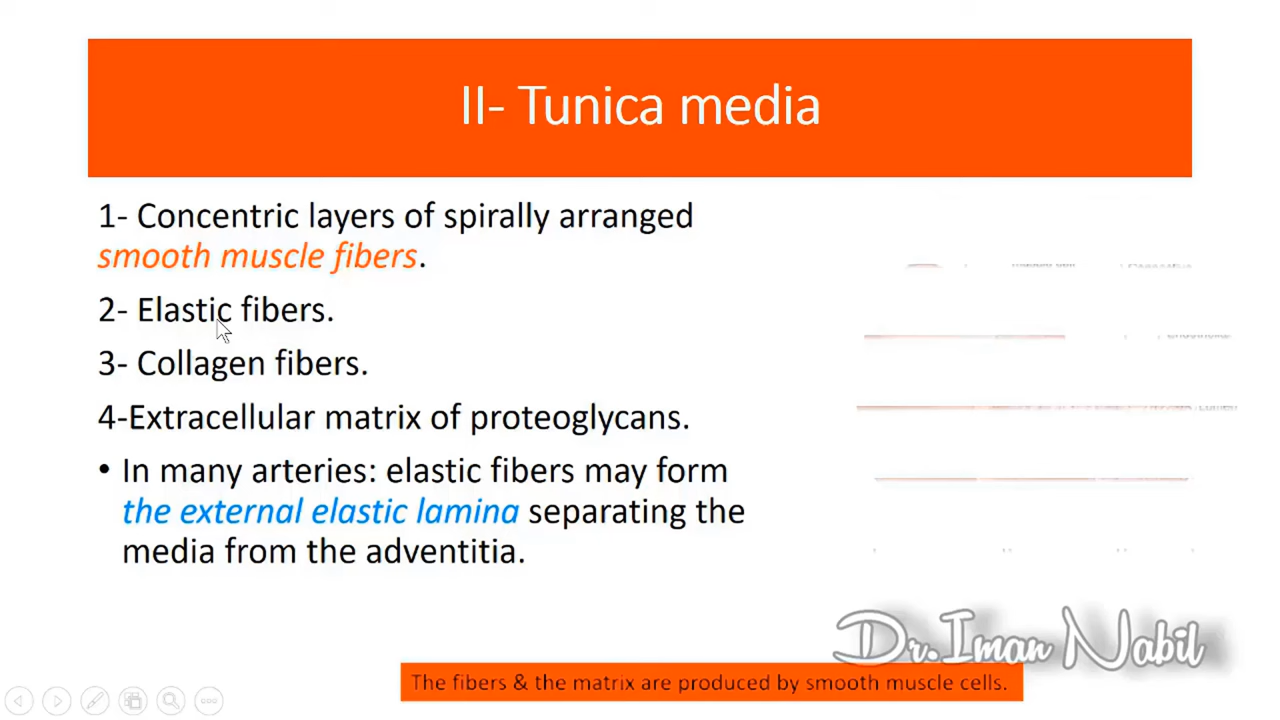 II- Tunica media
1- Concentric layers of spirally arranged
smooth muscle fibers.
2- Elastic fibers.
3- Collagen fibers.
4-Extracellular matrix of proteoglycans.
• In many arteries: elastic fibers may form
the external elastic lamina separating the
media from the adventitia.
Lumen
Dr.Iman Nabil
The fibers & the matrix are produced by smooth muscle cells.